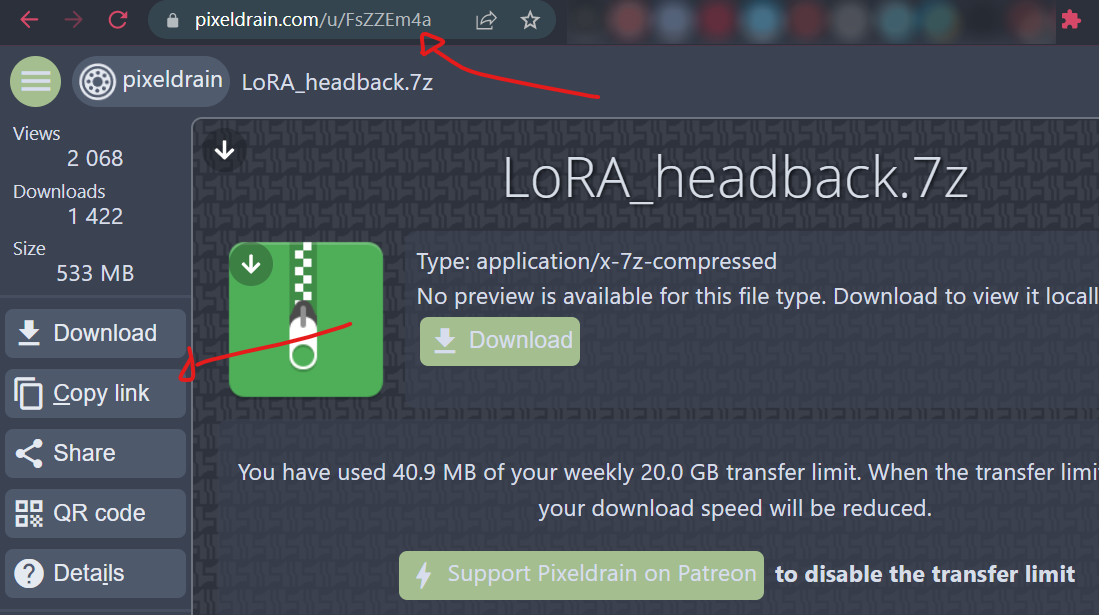 pixeldrain.com/u/FsZZEm4a
pixeldrain
LoRA_headback.7z
Views
2 068
Downloads
1 422
Size
533 MB
Download
Copy link
Share
QR code
Details
LoRA_headback.7z
Type: application/x-7z-compressed
No preview is available for this file type. Download to view it locall
Download
You have used 40.9 MB of your weekly 20.0 GB transfer limit. When the transfer limi
your download speed will be reduced.
Support Pixeldrain on Patreon to disable the transfer limit